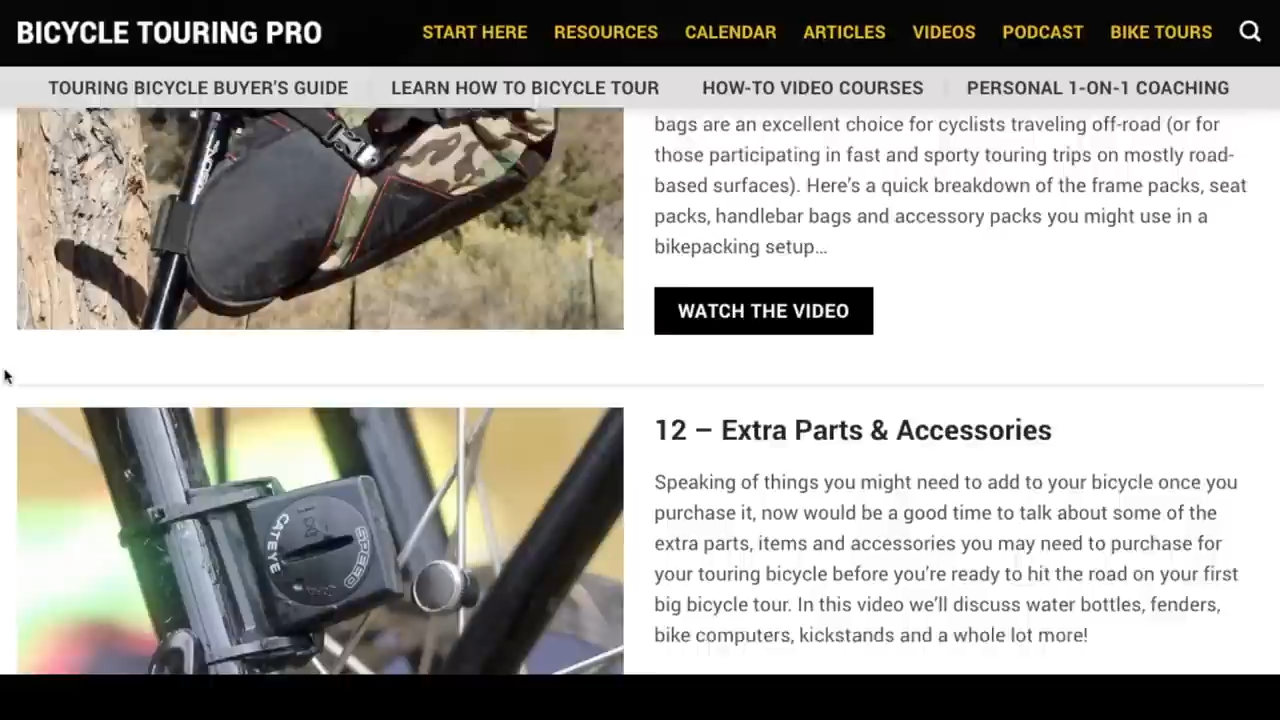 BICYCLE TOURING PRO
START HERE RESOURCES CALENDAR ARTICLES VIDEOS PODCAST BIKE TOURS
TOURING BICYCLE BUYER'S GUIDE LEARN HOW TO BICYCLE TOUR HOW-TO VIDEO COURSES PERSONAL 1-ON-1 COACHING
bags are an excellent choice for cyclists traveling off-road (or for
those participating in fast and sporty touring trips on mostly road-
based surfaces). Here's a quick breakdown of the frame packs, seat
packs, handlebar bags and accessory packs you might use in a
bikepacking setup...
WATCH THE VIDEO
12 – Extra Parts & Accessories
Speaking of things you might need to add to your bicycle once you
purchase it, now would be a good time to talk about some of the
extra parts, items and accessories you may need to purchase for
your touring bicycle before you're ready to hit the road on your first
big bicycle tour. In this video we'll discuss water bottles, fenders,
bike computers, kickstands and a whole lot more!
CATEYE
SPEED